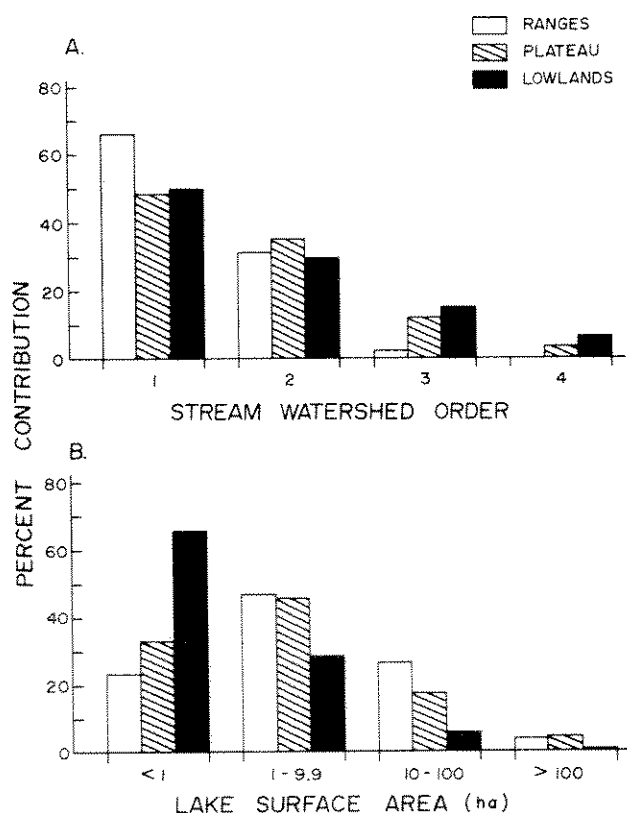 RANGES
PLATEAU
LOWLANDS
A.
80
60
40
20
0
1 2 3 4
STREAM WATERSHED ORDER
PERCENT CONTRIBUTION
B.
80
60
40
20
0
< 1 1 - 9.9 10 - 100 > 100
LAKE SURFACE AREA (ha)